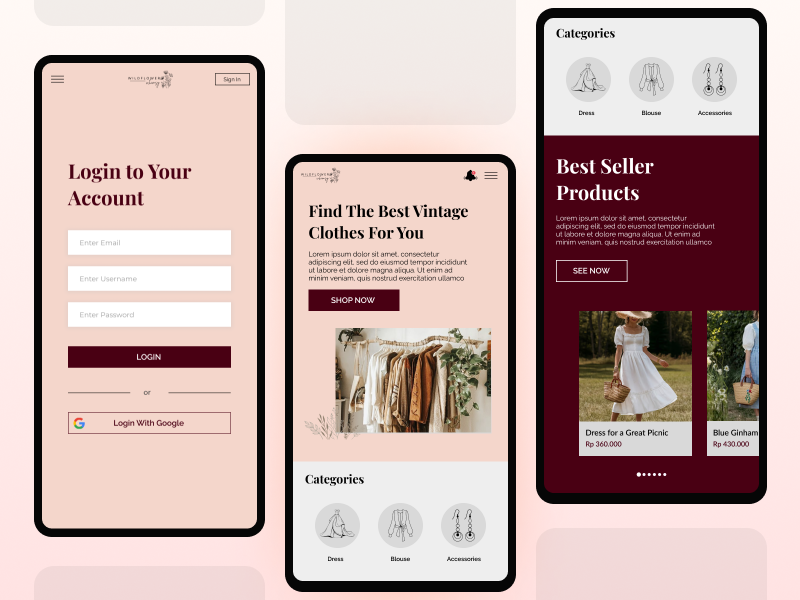 WILDFLOWER
Sign In
Login to Your
Account
Enter Email
Enter Username
Enter Password
LOGIN
or
Login With Google
WILDFLOWER
Find The Best Vintage
Clothes For You
Lorem ipsum dolor sit amet, consectetur
adipiscing elit, sed do eiusmod tempor incididunt
ut labore et dolore magna aliqua. Ut enim ad
minim veniam, quis nostrud exercitation ullamco
SHOP NOW
Categories
Dress
Blouse
Accessories
Categories
Dress
Blouse
Accessories
Best Seller
Products
Lorem ipsum dolor sit amet, consectetur
adipiscing elit, sed do eiusmod tempor incididunt
ut labore et dolore magna aliqua. Ut enim ad
minim veniam, quis nostrud exercitation ullamco
SEE NOW
Dress for a Great Picnic
Rp 360.000
Blue Ginham
Rp 430.000